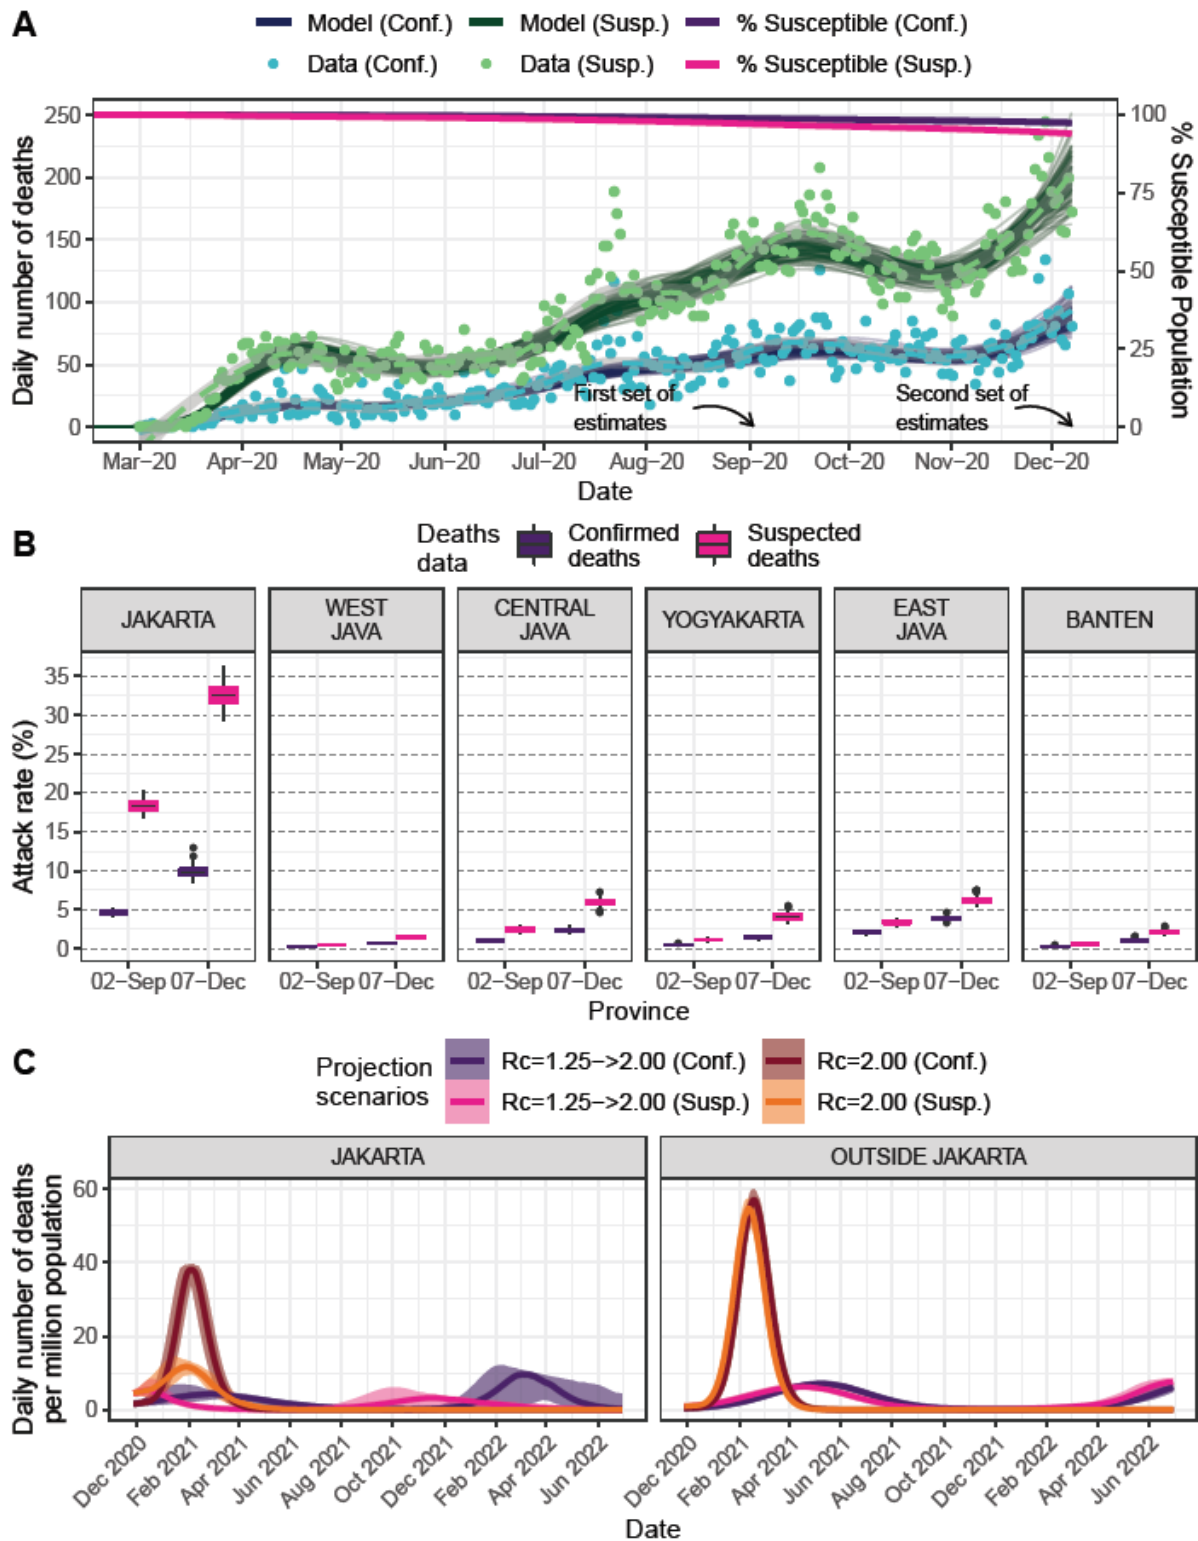 A
Model (Conf.) Model (Susp.) % Susceptible (Conf.)
Data (Conf.) Data (Susp.) % Susceptible (Susp.)
Daily number of deaths
250
200
150
100
50
0
100
75
50
25
0
% Susceptible Population
First set of
estimates
Second set of
estimates
Mar−20 Apr−20 May−20 Jun−20 Jul−20 Aug−20 Sep−20 Oct−20 Nov−20 Dec−20
Date
B
Deaths
data
Confirmed
deaths
Suspected
deaths
JAKARTA
WEST
JAVA
CENTRAL
JAVA
YOGYAKARTA
EAST
JAVA
BANTEN
Attack rate (%)
35
30
25
20
15
10
5
0
02−Sep 07−Dec 02−Sep 07−Dec 02−Sep 07−Dec 02−Sep 07−Dec 02−Sep 07−Dec 02−Sep 07−Dec
Province
C
Projection
scenarios
Rc=1.25−>2.00 (Conf.) Rc=2.00 (Conf.)
Rc=1.25−>2.00 (Susp.) Rc=2.00 (Susp.)
JAKARTA OUTSIDE JAKARTA
Daily number of deaths
per million population
60
40
20
0
Dec 2020 Feb 2021 Apr 2021 Jun 2021 Aug 2021 Oct 2021 Dec 2021 Feb 2022 Apr 2022 Jun 2022
Dec 2020 Feb 2021 Apr 2021 Jun 2021 Aug 2021 Oct 2021 Dec 2021 Feb 2022 Apr 2022 Jun 2022
Date